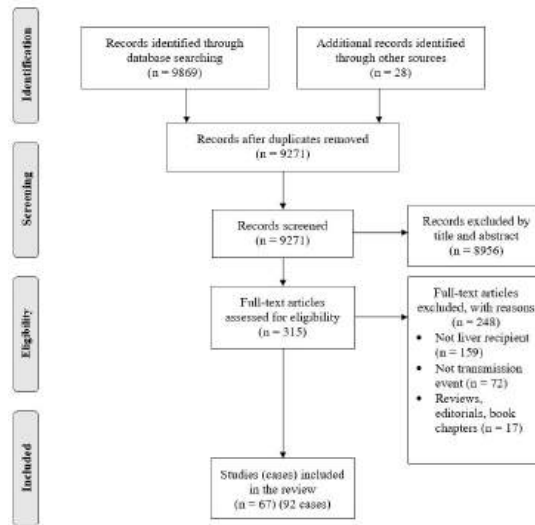 Identification
Records identified through
database searching
(n = 9869)
Additional records identified
through other sources
(n = 28)
Records after duplicates removed
(n = 9271)
Screening
Records screened
(n = 9271)
Records excluded by
title and abstract
(n = 8956)
Eligibility
Full-text articles
assessed for eligibility
(n = 315)
Full-text articles
excluded, with reasons
(n = 248)
• Not liver recipient
(n = 159)
• Not transmission
event (n = 72)
• Reviews,
editorials, book
chapters (n = 17)
Included
Studies (cases) included
in the review
(n = 67) (92 cases)